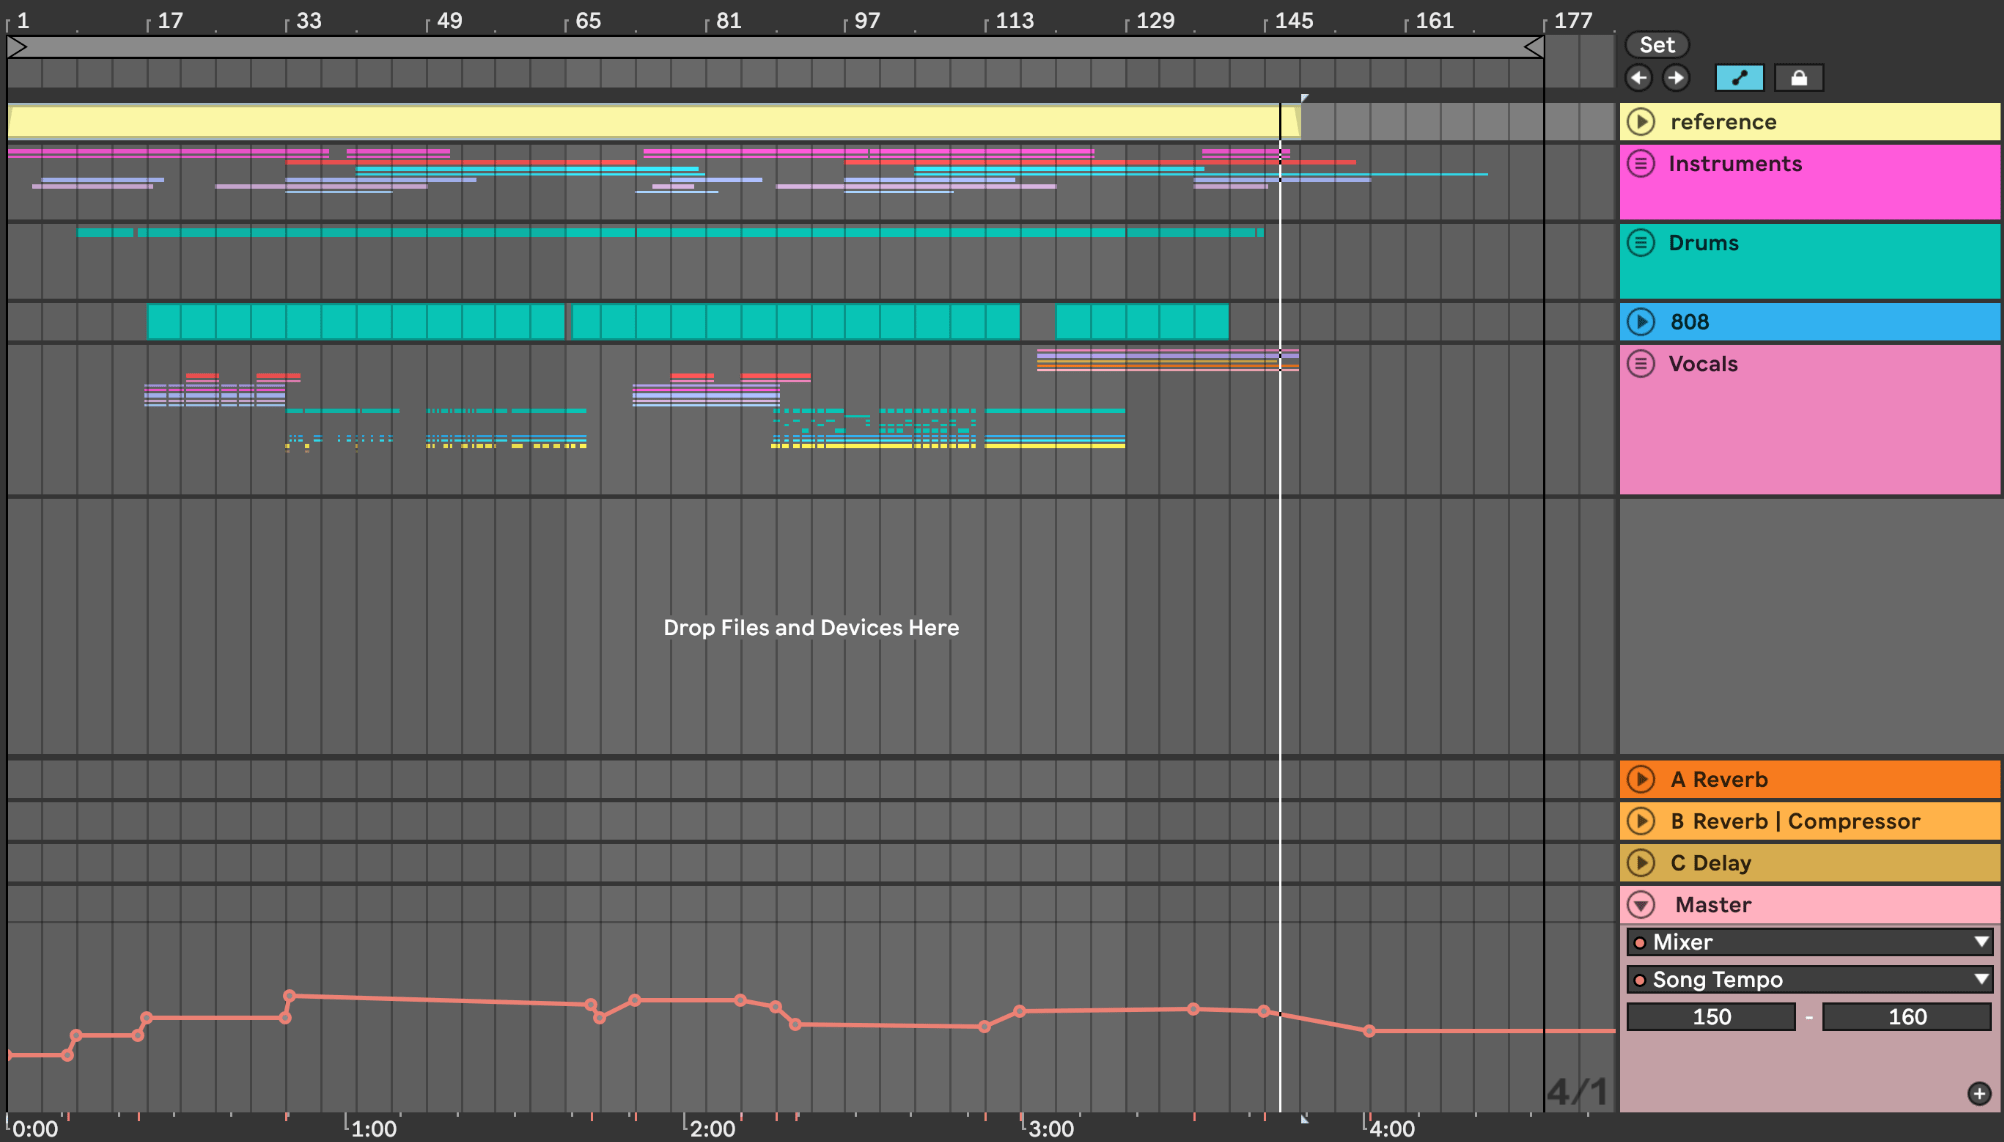 1 17 33 49 65 81 97 113 129 145 161 177
Set
reference
Instruments
Drums
808
Vocals
Drop Files and Devices Here
A Reverb
B Reverb | Compressor
C Delay
Master
Mixer
Song Tempo
150 - 160
4/1
0:00 1:00 2:00 3:00 4:00